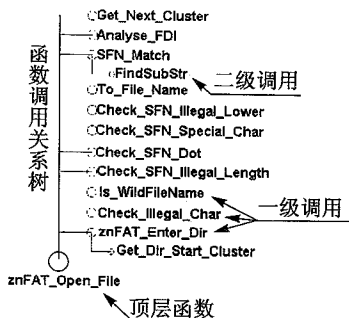 函数调用关系树
Get_Next_Cluster
Analyse_FDI
SFN_Match
FindSubStr
二级调用
To_File_Name
Check_SFN_Illegal_Lower
Check_SFN_Special_Char
Check_SFN_Dot
Check_SFN_Illegal_Length
Is_WildFileName
一级调用
Check_Illegal_Char
znFAT_Enter_Dir
Get_Dir_Start_Cluster
znFAT_Open_File
顶层函数